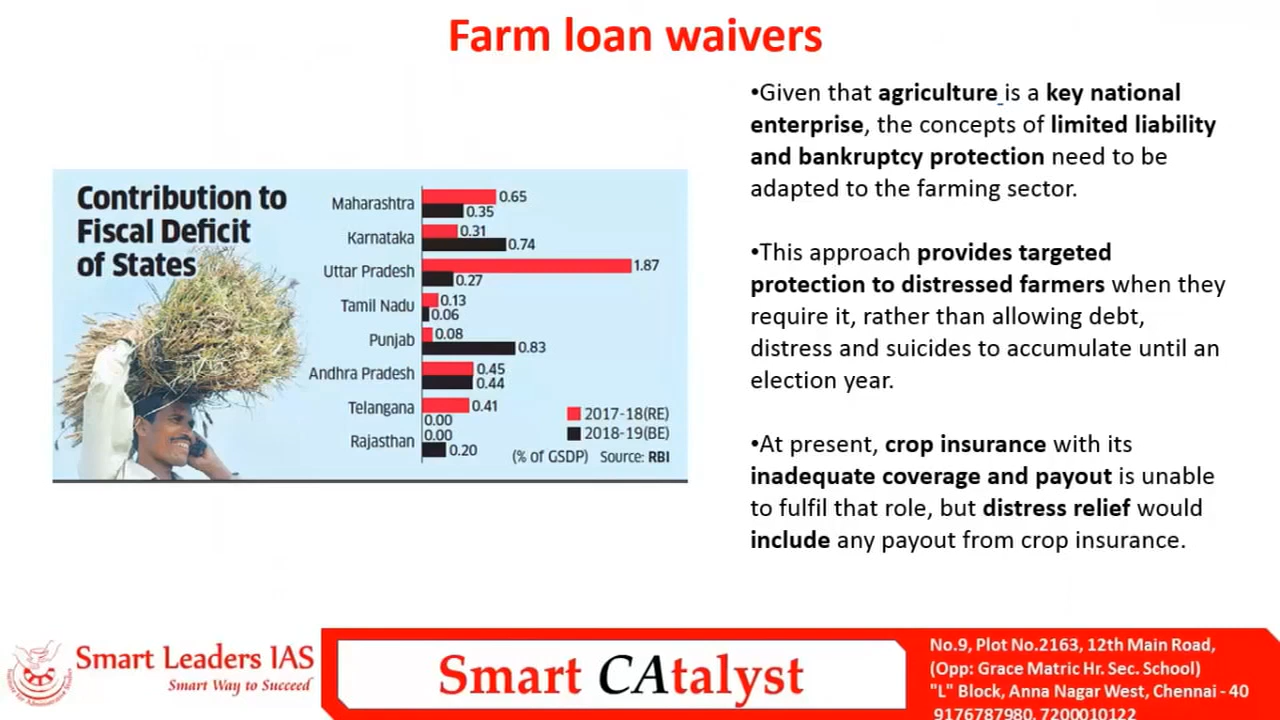 Farm loan waivers
Contribution to
Fiscal Deficit
of States
Maharashtra 0.65
0.35
Karnataka 0.31
0.74
Uttar Pradesh 1.87
0.27
Tamil Nadu 0.13
0.06
Punjab 0.08
0.83
Andhra Pradesh 0.45
0.44
Telangana 0.41
0.00
Rajasthan 0.00
0.20
2017-18(RE)
2018-19(BE)
(% of GSDP) Source: RBI
•Given that agriculture is a key national
enterprise, the concepts of limited liability
and bankruptcy protection need to be
adapted to the farming sector.
•This approach provides targeted
protection to distressed farmers when they
require it, rather than allowing debt,
distress and suicides to accumulate until an
election year.
•At present, crop insurance with its
inadequate coverage and payout is unable
to fulfil that role, but distress relief would
include any payout from crop insurance.
Smart Leaders IAS
Smart Way to Succeed
Smart CAtalyst
No.9, Plot No.2163, 12th Main Road,
(Opp: Grace Matric Hr. Sec. School)
"L" Block, Anna Nagar West, Chennai - 40
9176787980, 7200010122